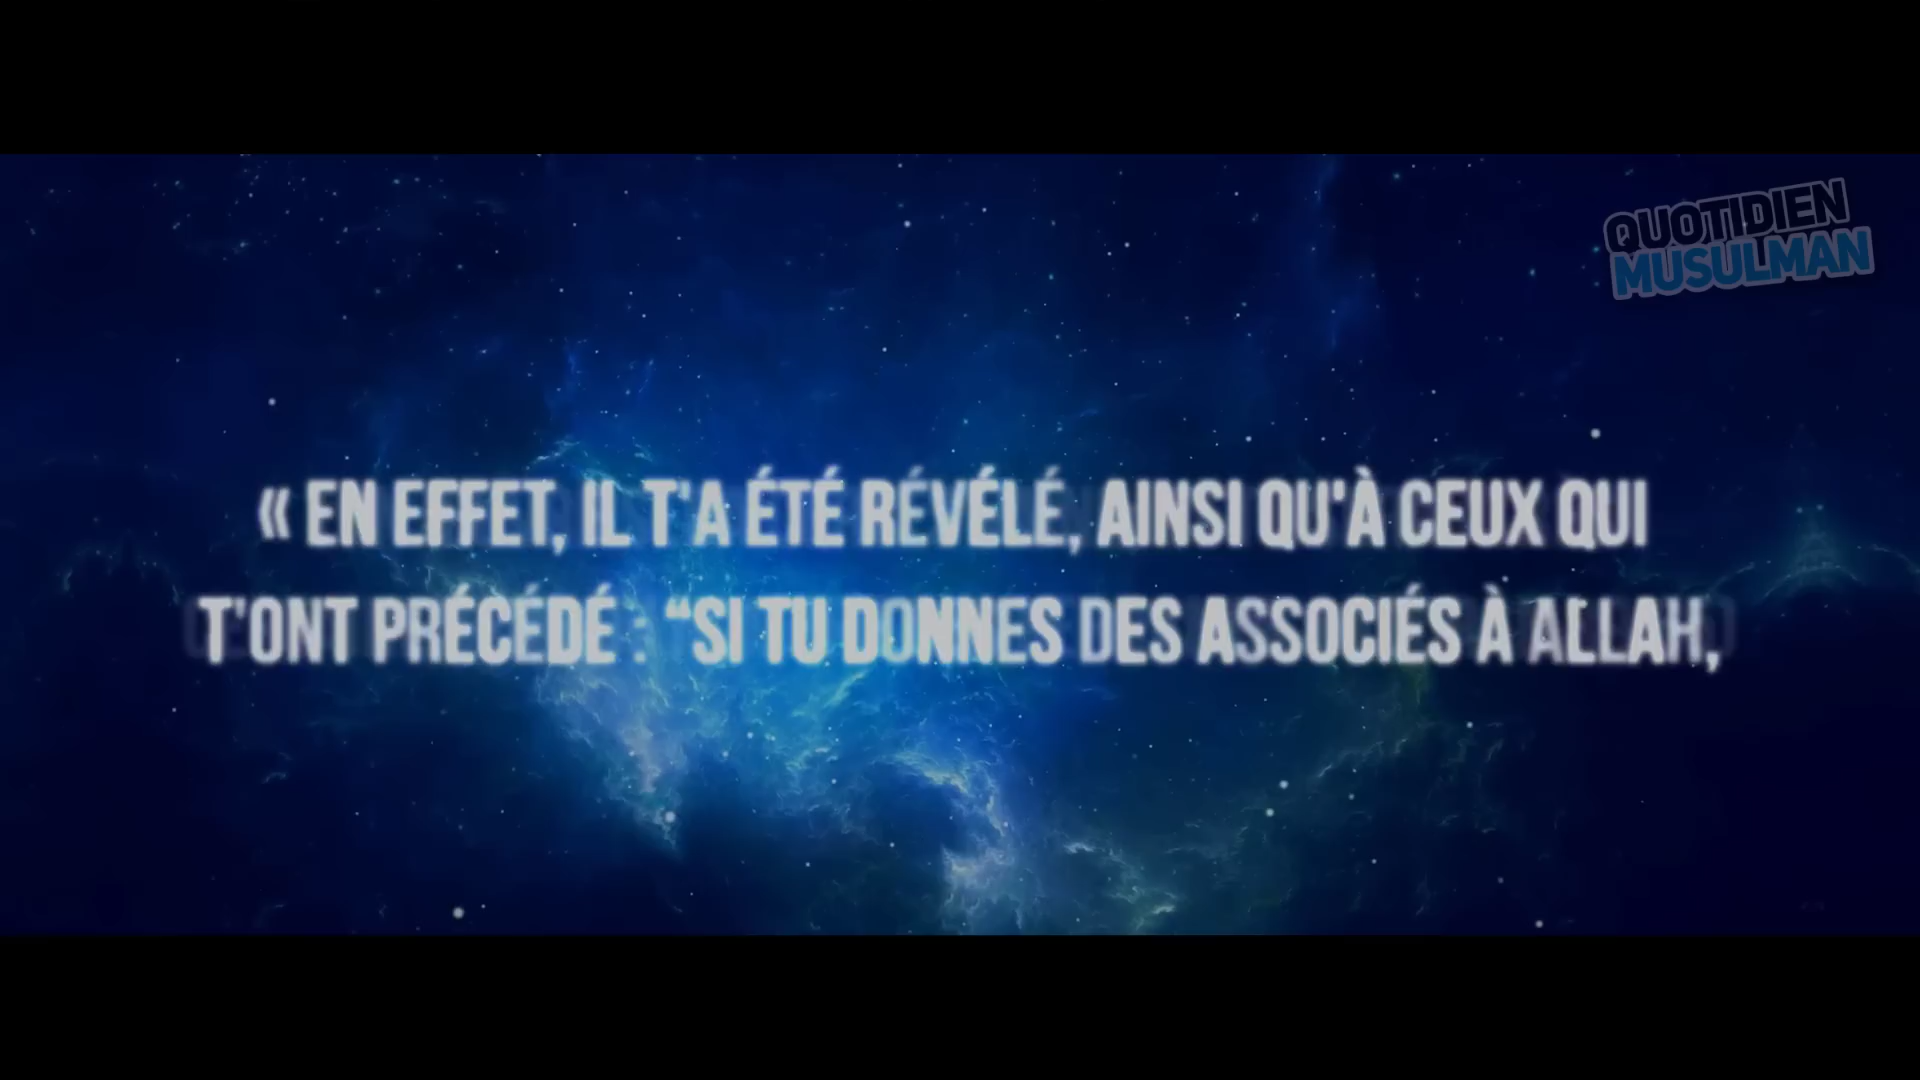 QUOTIDIEN
MUSULMAN
« EN EFFET, IL T'A ÉTÉ RÉVÉLÉ, AINSI QU'À CEUX QUI
T'ONT PRÉCÉDÉ : “SI TU DONNES DES ASSOCIÉS À ALLAH,